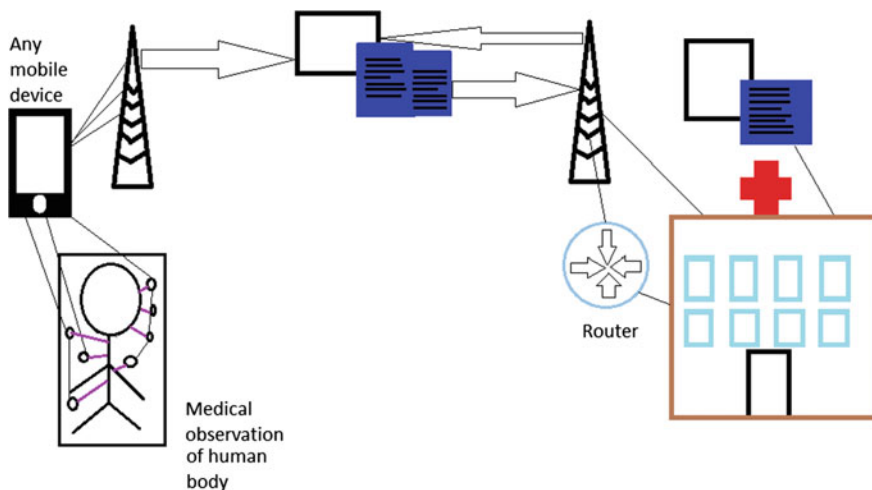 Any
mobile
device
Router
Medical
observation
of human
body